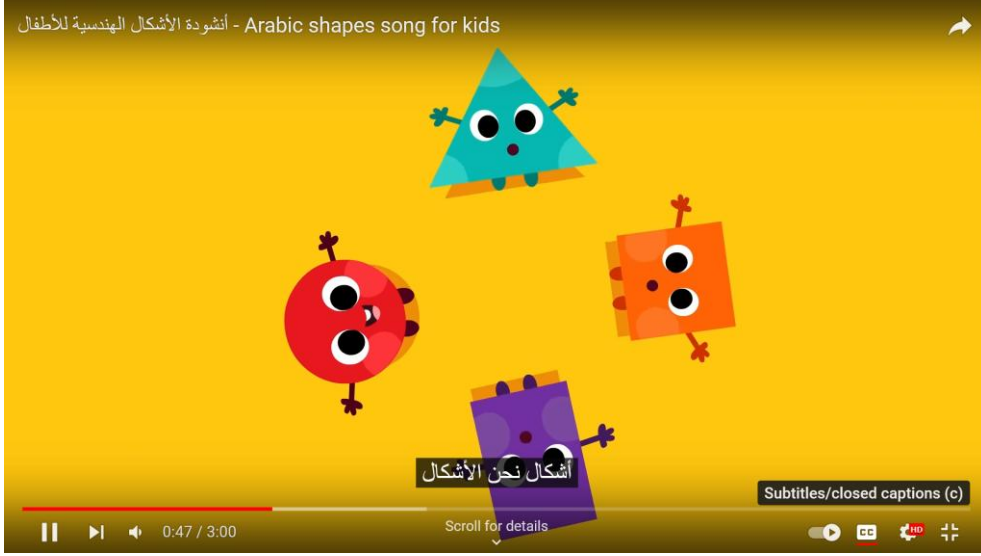 أنشودة الأشكال الهندسية للأطفال - Arabic shapes song for kids
أشكال نحن الأشكال
Subtitles/closed captions (c)
0:47 / 3:00
Scroll for details
CC
HD